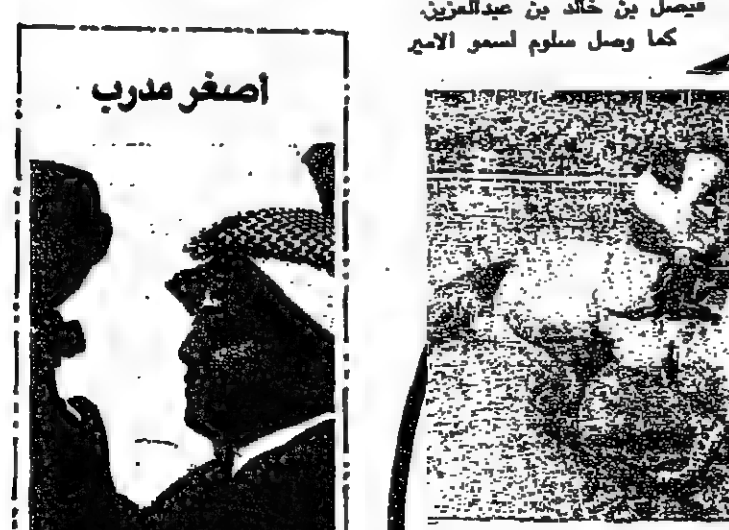 فيصل بن خالد بن عبدالعزيز.
كما وصل سلوم لسمو الامير
أصغر مدرب